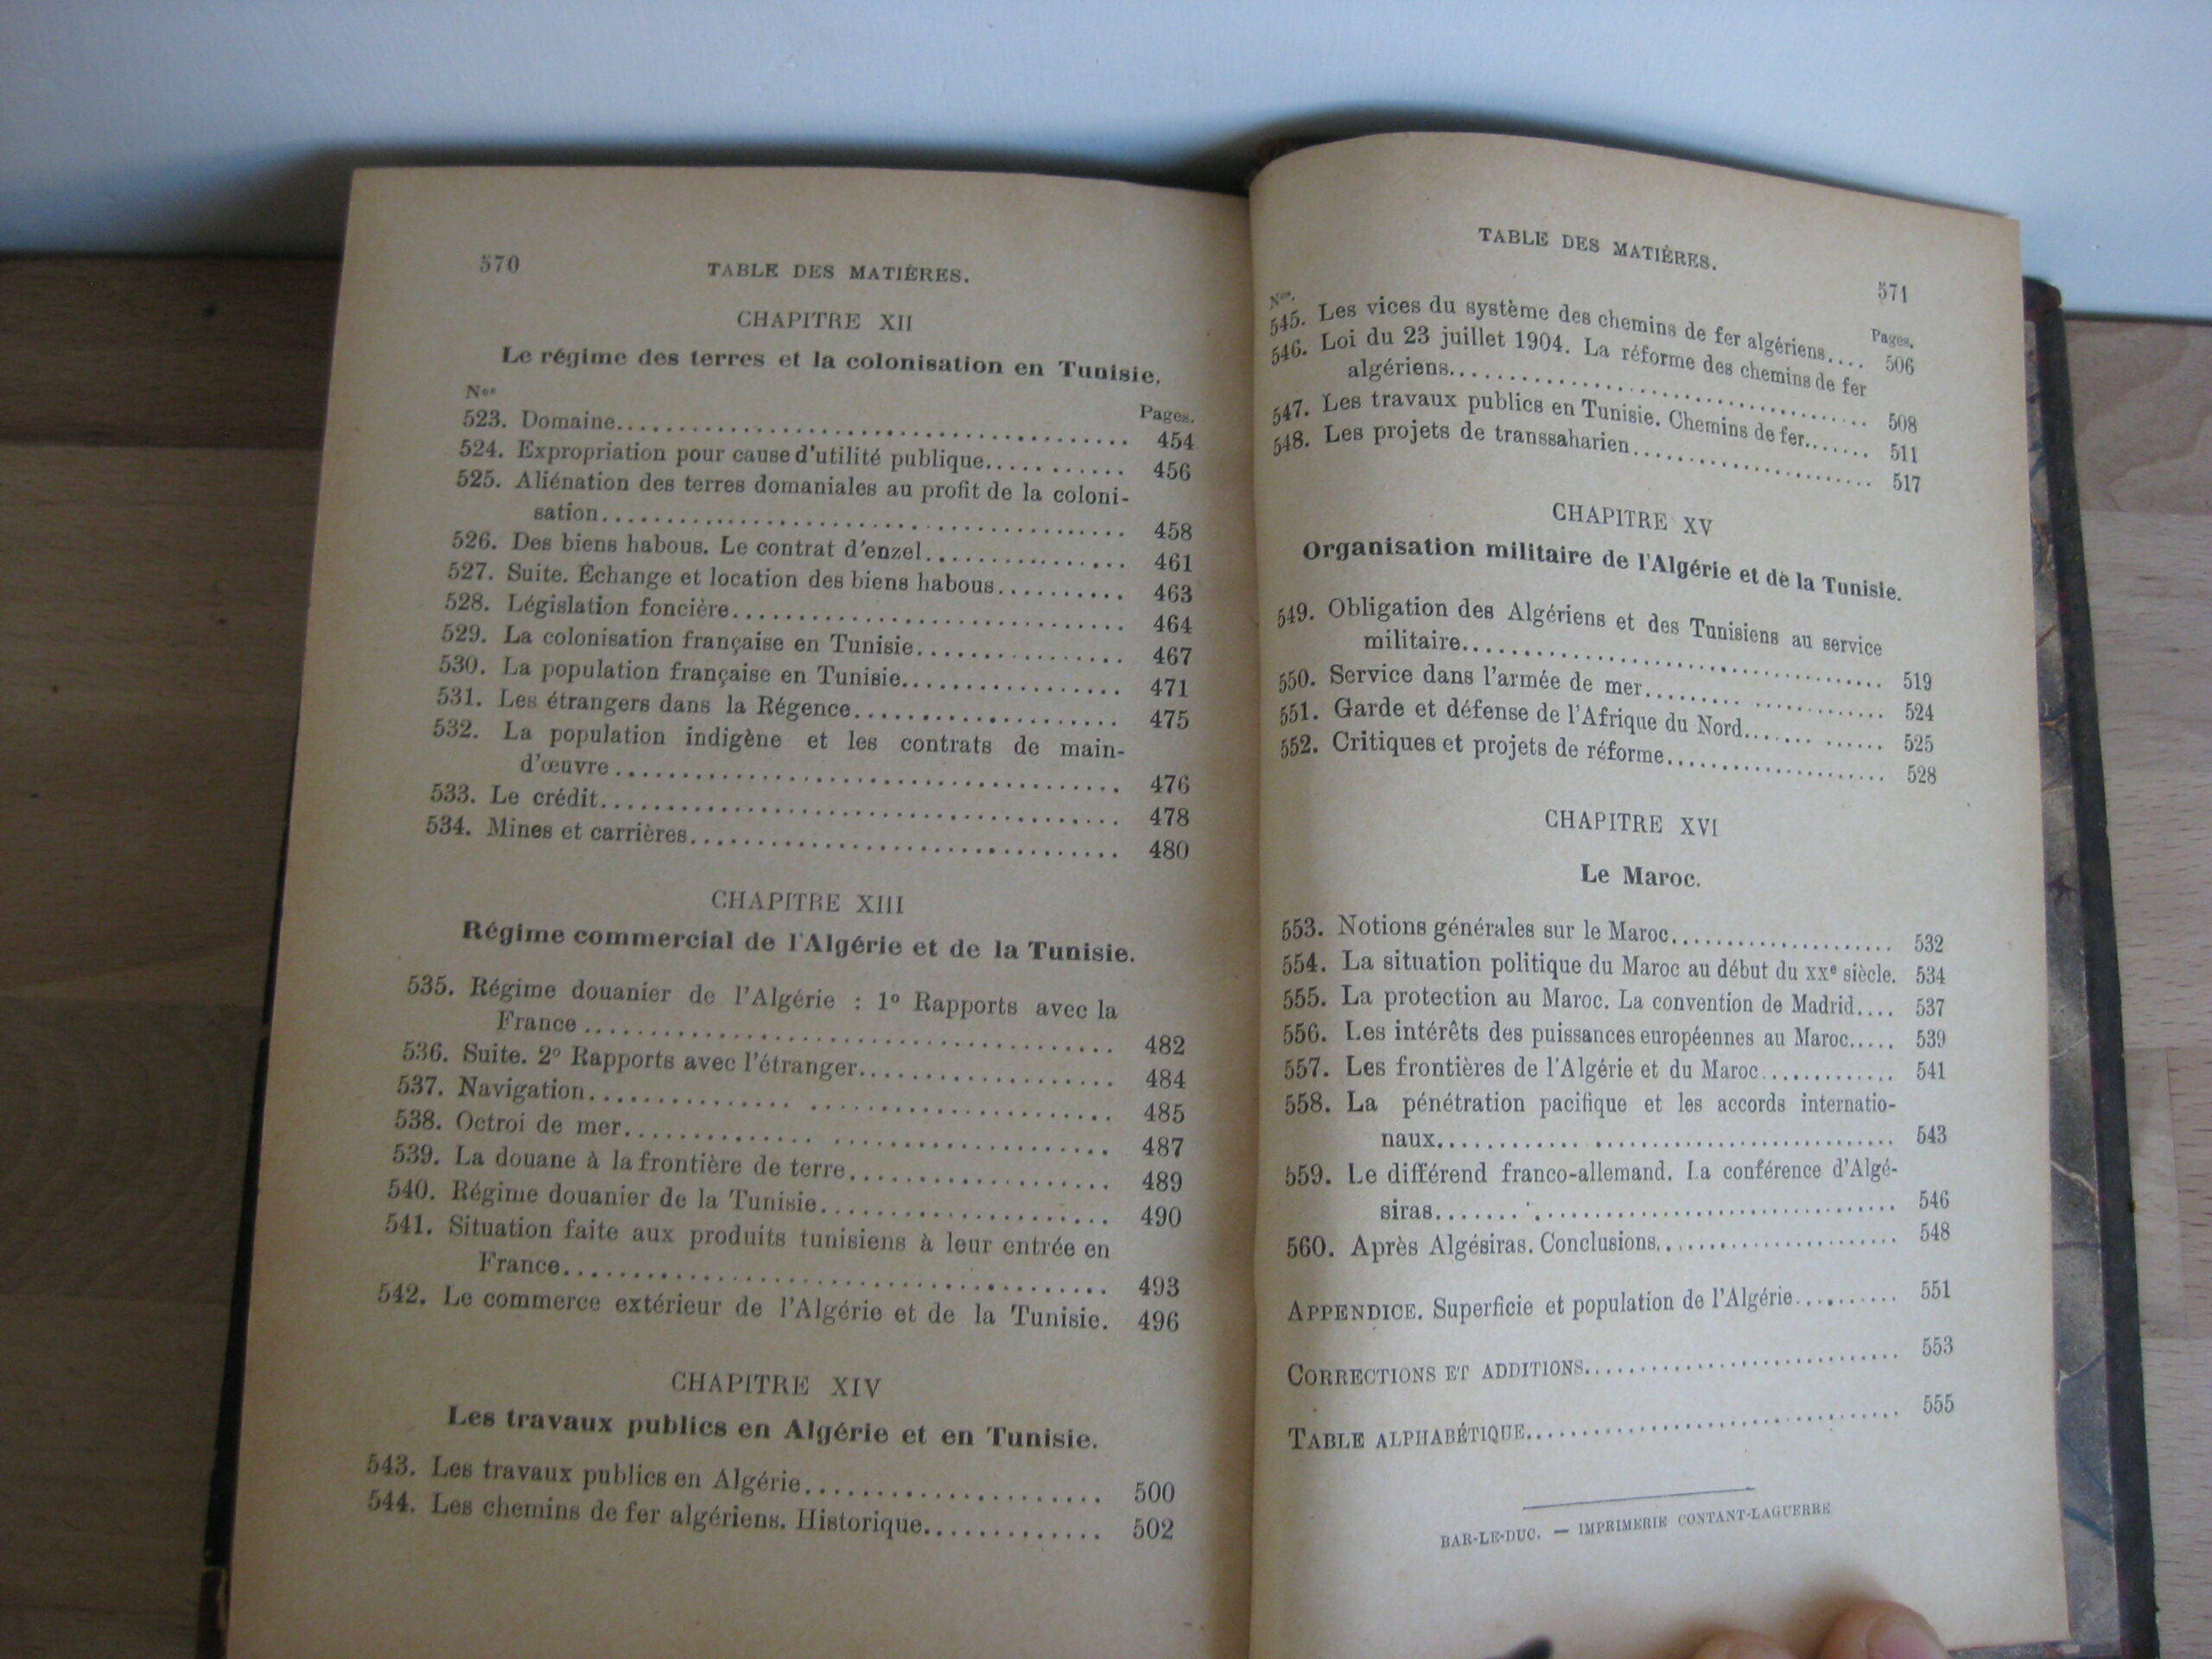 570 TABLE DES MATIÈRES.
CHAPITRE XII
Le régime des terres et la colonisation en Tunisie.
Nos Pages.
523. Domaine........................................ 454
524. Expropriation pour cause d'utilité publique........... 456
525. Aliénation des terres domaniales au profit de la coloni-
sation........................................ 458
526. Des biens habous. Le contrat d'enzel................ 461
527. Suite. Échange et location des biens habous.......... 463
528. Législation foncière............................... 464
529. La colonisation française en Tunisie................ 467
530. La population française en Tunisie................. 471
531. Les étrangers dans la Régence..................... 475
532. La population indigène et les contrats de main-
d'œuvre....................................... 476
533. Le crédit........................................ 478
534. Mines et carrières................................. 480
CHAPITRE XIII
Régime commercial de l'Algérie et de la Tunisie.
535. Régime douanier de l'Algérie : 1º Rapports avec la
France........................................ 482
536. Suite. 2º Rapports avec l'étranger................... 484
537. Navigation....................................... 485
538. Octroi de mer.................................... 487
539. La douane à la frontière de terre.................... 489
540. Régime douanier de la Tunisie...................... 490
541. Situation faite aux produits tunisiens à leur entrée en
France........................................ 493
542. Le commerce extérieur de l'Algérie et de la Tunisie. 496
CHAPITRE XIV
Les travaux publics en Algérie et en Tunisie.
543. Les travaux publics en Algérie...................... 500
544. Les chemins de fer algériens. Historique............. 502
TABLE DES MATIÈRES. 571
Nos. Pages.
545. Les vices du système des chemins de fer algériens.... 506
546. Loi du 23 juillet 1904. La réforme des chemins de fer
algériens...................................... 508
547. Les travaux publics en Tunisie. Chemins de fer....... 511
548. Les projets de transsaharien....................... 517
CHAPITRE XV
Organisation militaire de l'Algérie et de la Tunisie.
549. Obligation des Algériens et des Tunisiens au service
militaire...................................... 519
550. Service dans l'armée de mer....................... 524
551. Garde et défense de l'Afrique du Nord............. 525
552. Critiques et projets de réforme..................... 528
CHAPITRE XVI
Le Maroc.
553. Notions générales sur le Maroc..................... 532
554. La situation politique du Maroc au début du XXe siècle. 534
555. La protection au Maroc. La convention de Madrid.... 537
556. Les intérêts des puissances européennes au Maroc..... 539
557. Les frontières de l'Algérie et du Maroc............. 541
558. La pénétration pacifique et les accords internatio-
naux......................................... 543
559. Le différend franco-allemand. La conférence d'Algé-
siras......................................... 546
560. Après Algésiras. Conclusions....................... 548
APPENDICE. Superficie et population de l'Algérie.......... 551
CORRECTIONS ET ADDITIONS............................ 553
TABLE ALPHABÉTIQUE................................. 555
BAR-LE-DUC. — IMPRIMERIE CONTANT-LAGUERRE